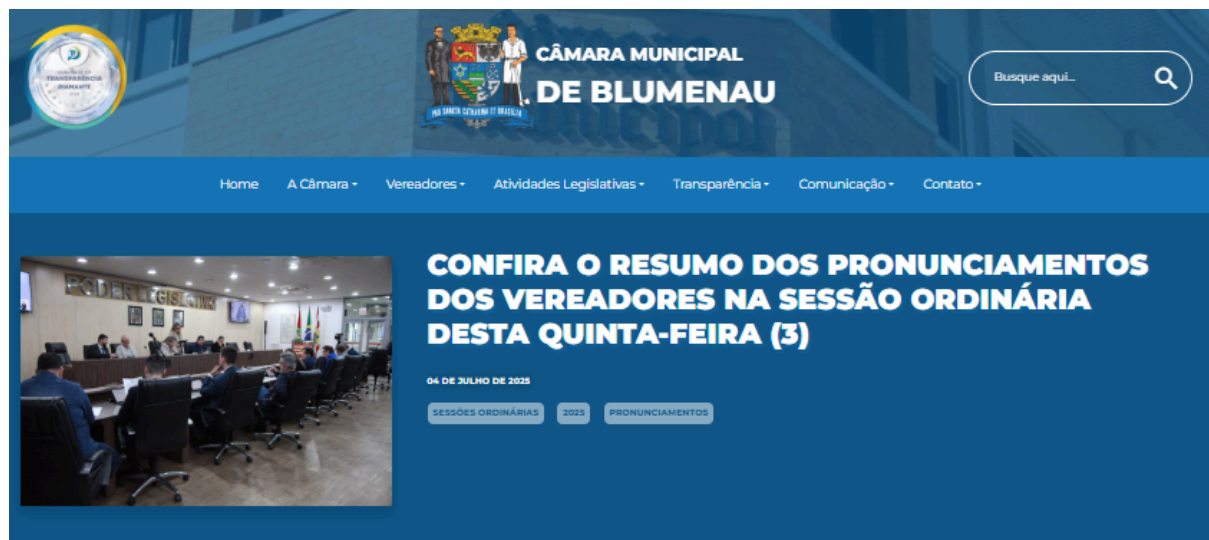 TRANSPARÊNCIA
DIAMANTE
CÂMARA MUNICIPAL
DE BLUMENAU
Busque aqui...
Home A Câmara Vereadores Atividades Legislativas Transparência Comunicação Contato
PODER LEGISLATIVO
CONFIRA O RESUMO DOS PRONUNCIAMENTOS
DOS VEREADORES NA SESSÃO ORDINÁRIA
DESTA QUINTA-FEIRA (3)
04 DE JULHO DE 2025
SESSÕES ORDINÁRIAS 2025 PRONUNCIAMENTOS